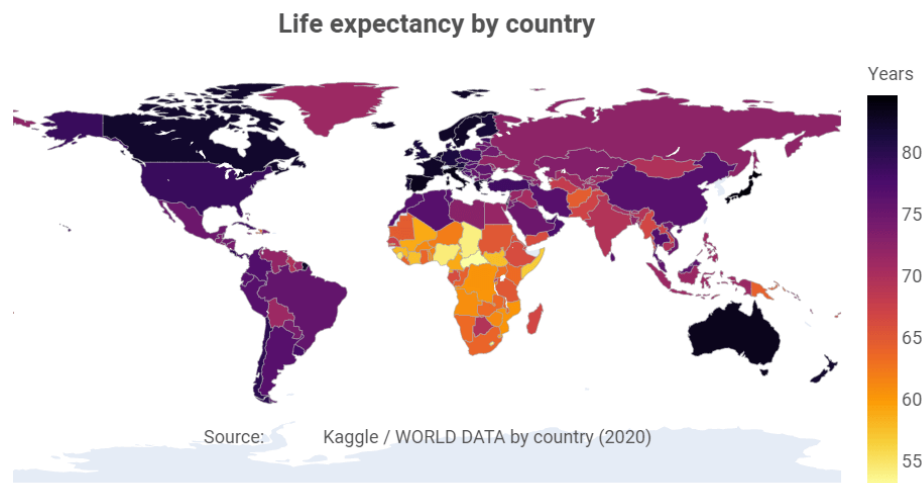 Life expectancy by country
Years
80
75
70
65
60
55
Source: Kaggle / WORLD DATA by country (2020)